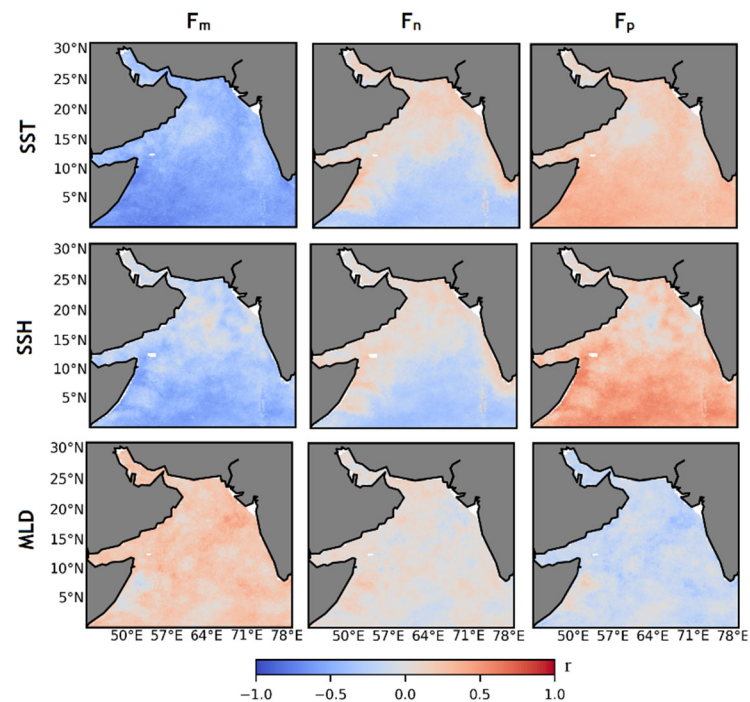 Fm Fn Fp
SST
30°N
25°N
20°N
15°N
10°N
5°N
SSH
30°N
25°N
20°N
15°N
10°N
5°N
MLD
30°N
25°N
20°N
15°N
10°N
5°N
50°E 57°E 64°E 71°E 78°E 50°E 57°E 64°E 71°E 78°E 50°E 57°E 64°E 71°E 78°E
r
−1.0 −0.5 0.0 0.5 1.0